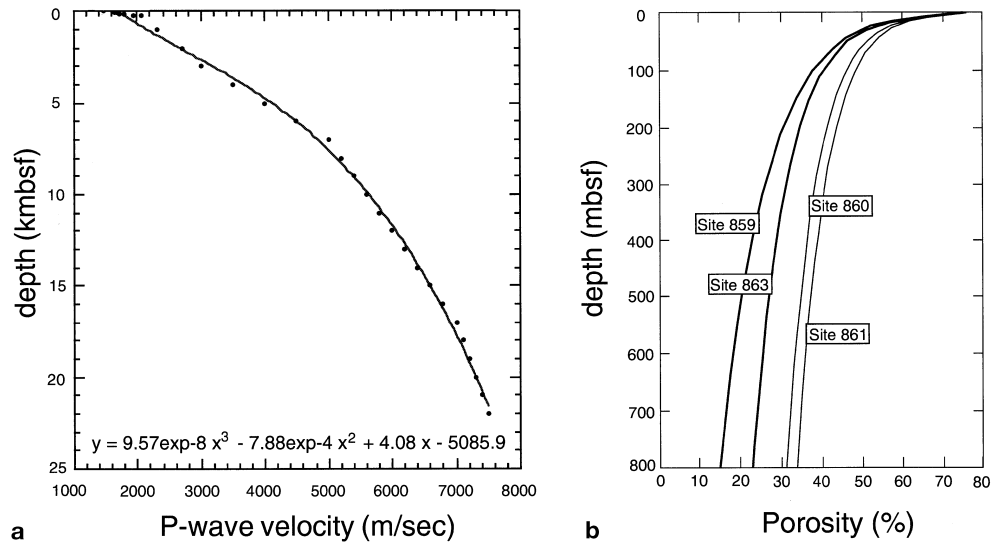 0
5
10
15
20
25
depth (kmbsf)
y = 9.57exp-8 x³ - 7.88exp-4 x² + 4.08 x - 5085.9
1000 2000 3000 4000 5000 6000 7000 8000
P-wave velocity (m/sec)
a
0
100
200
300
400
500
600
700
800
depth (mbsf)
Site 860
Site 859
Site 863
Site 861
0 10 20 30 40 50 60 70 80
Porosity (%)
b